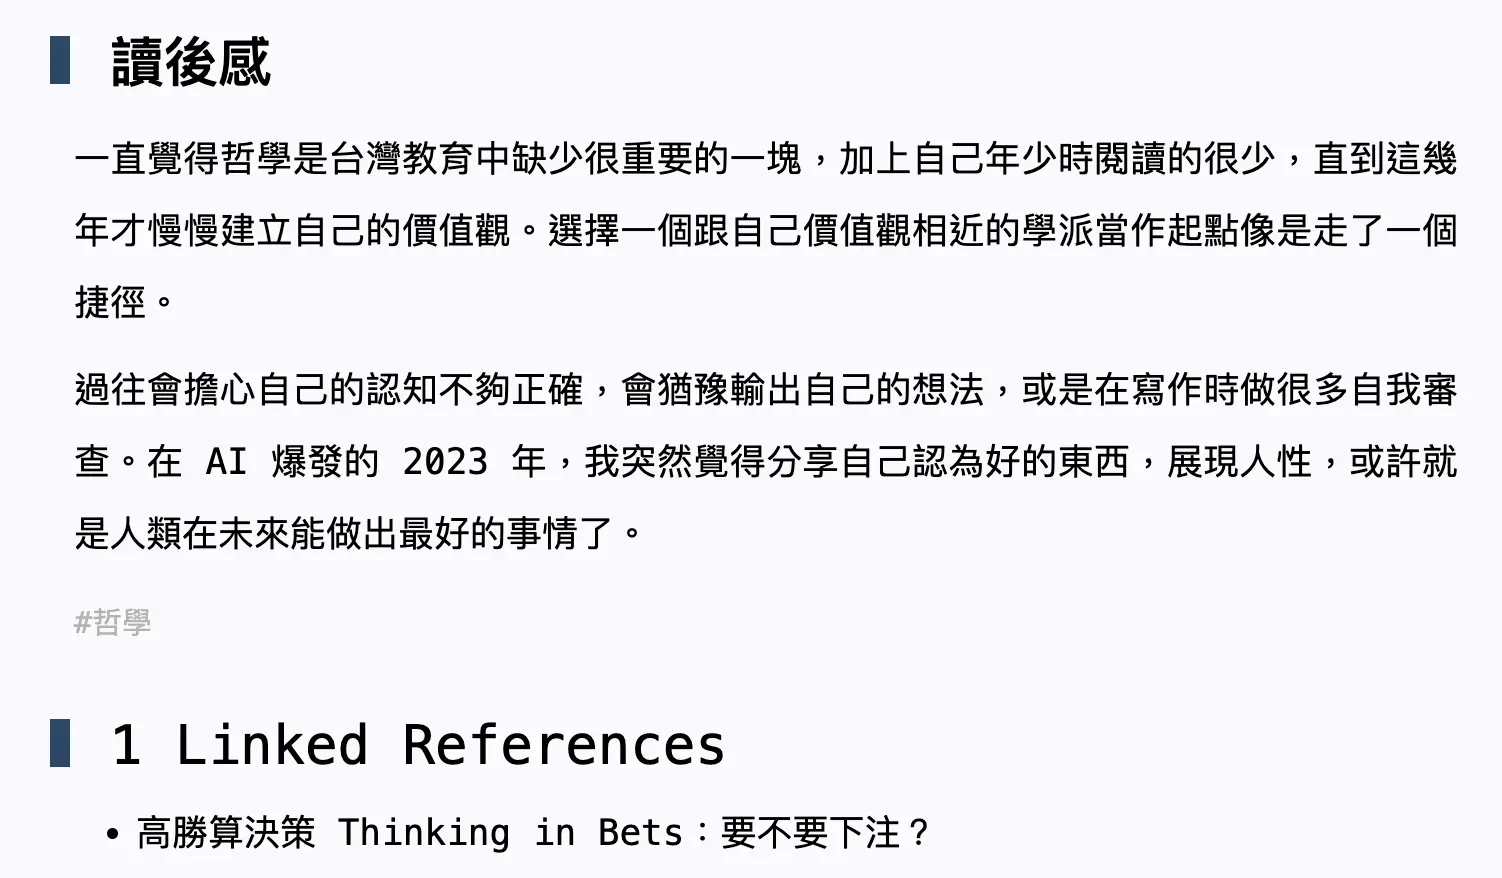 讀後感
一直覺得哲學是台灣教育中缺少很重要的一塊，加上自己年少時閱讀的很少，直到這幾
年才慢慢建立自己的價值觀。選擇一個跟自己價值觀相近的學派當作起點像是走了一個
捷徑。
過往會擔心自己的認知不夠正確，會猶豫輸出自己的想法，或是在寫作時做很多自我審
查。在 AI 爆發的 2023 年，我突然覺得分享自己認為好的東西，展現人性，或許就
是人類在未來能做出最好的事情了。
#哲學
1 Linked References
• 高勝算決策 Thinking in Bets：要不要下注？